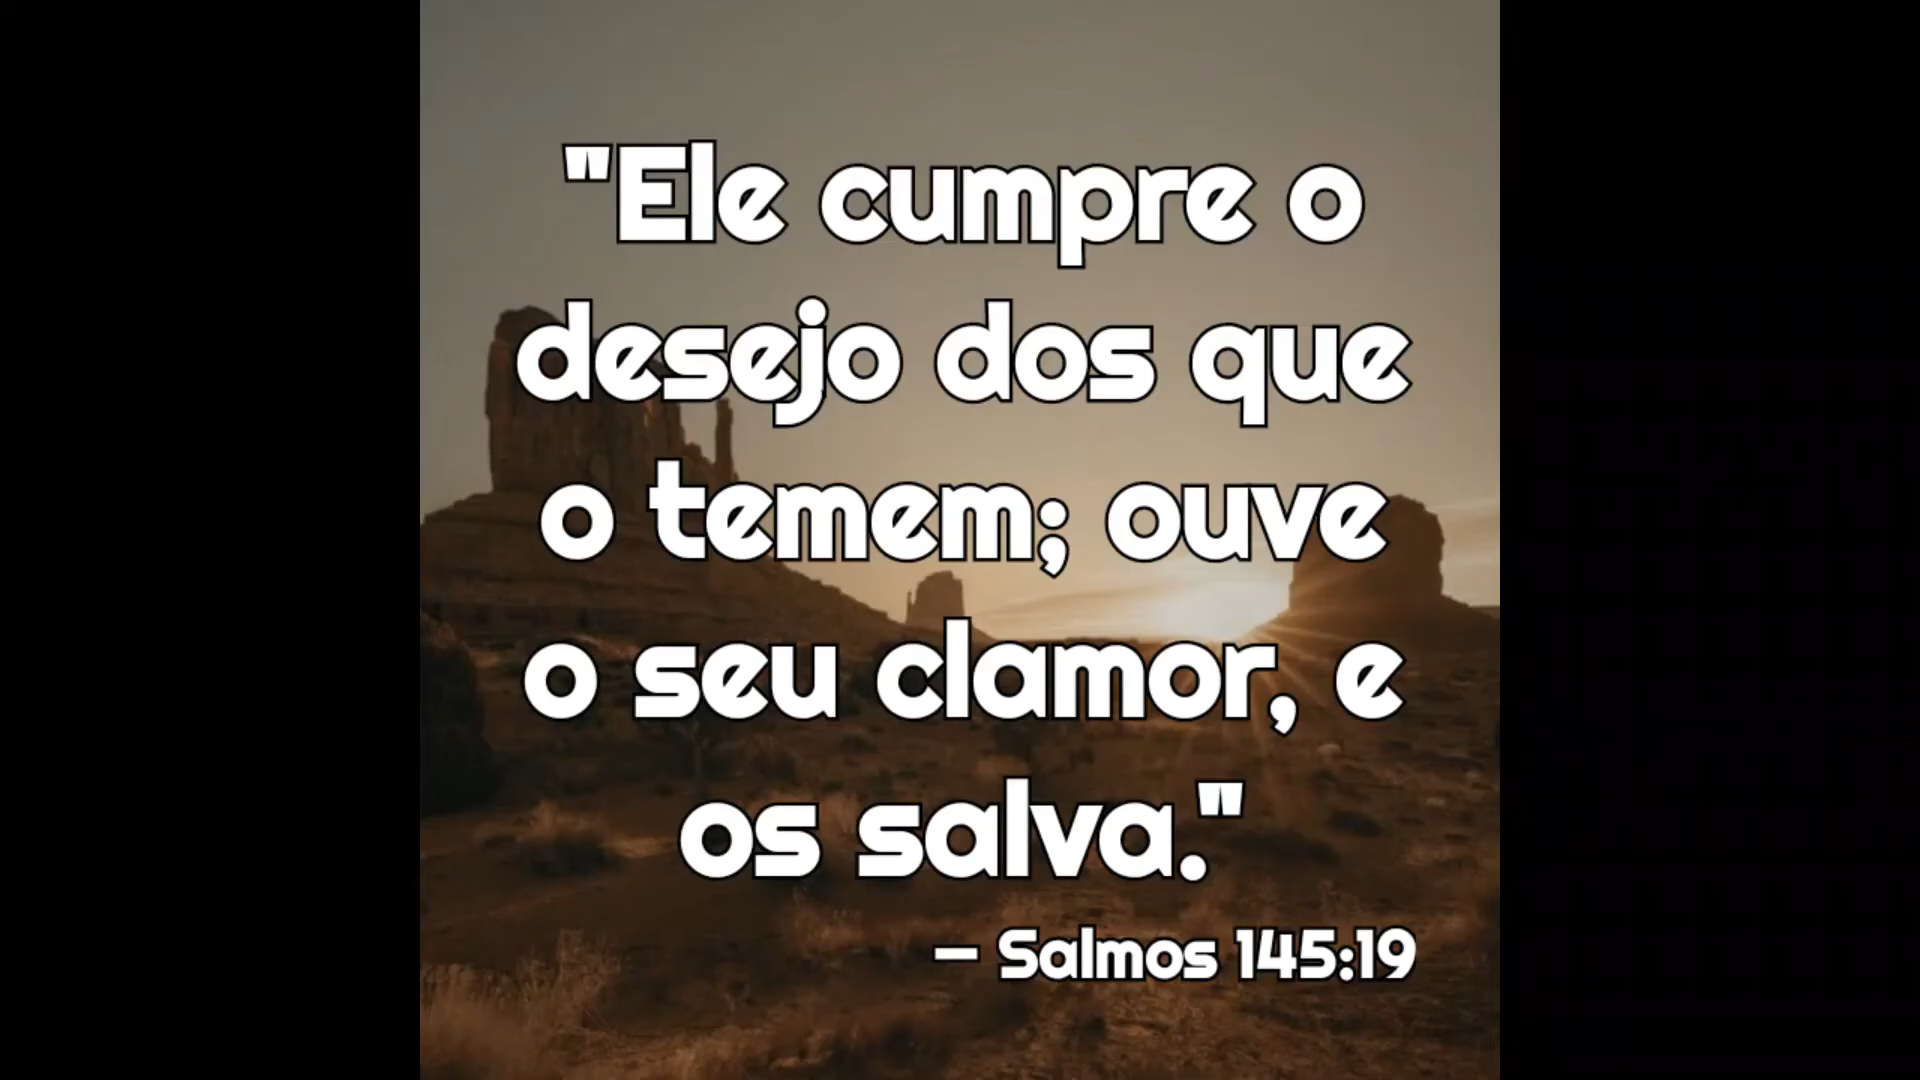 "Ele cumpre o
desejo dos que
o temem; ouve
o seu clamor, e
os salva."
– Salmos 145:19